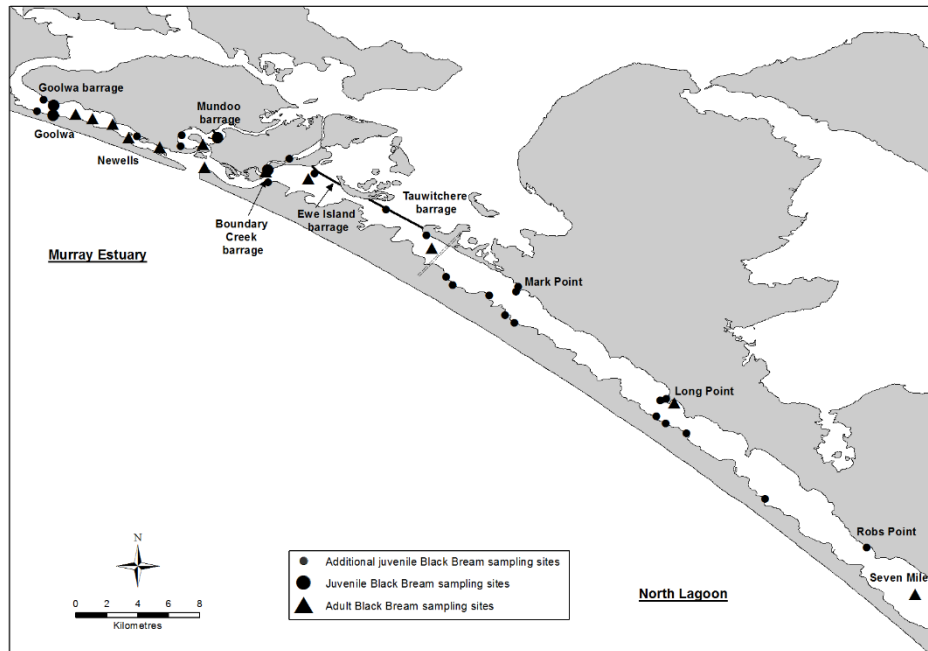 Goolwa barrage
Mundoo
barrage
Goolwa
Newells
Tauwitchere
barrage
Ewe Island
barrage
Boundary
Creek
barrage
Murray Estuary
Mark Point
Long Point
Robs Point
Seven Mile
North Lagoon
N
0 2 4 6 8
Kilometres
Additional juvenile Black Bream sampling sites
Juvenile Black Bream sampling sites
Adult Black Bream sampling sites